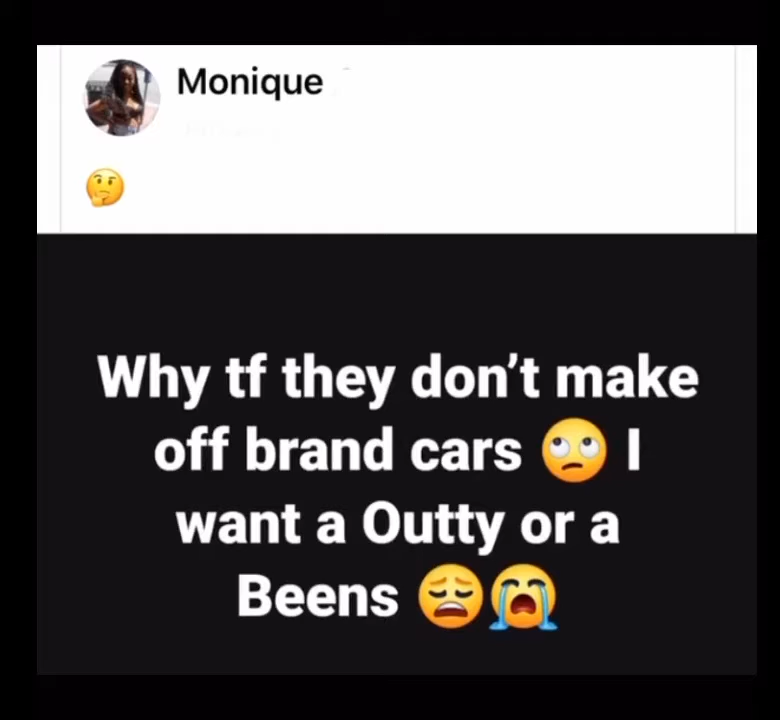 Monique
🤔
Why tf they don’t make
off brand cars 🙄 I
want a Outty or a
Beens 😩😭